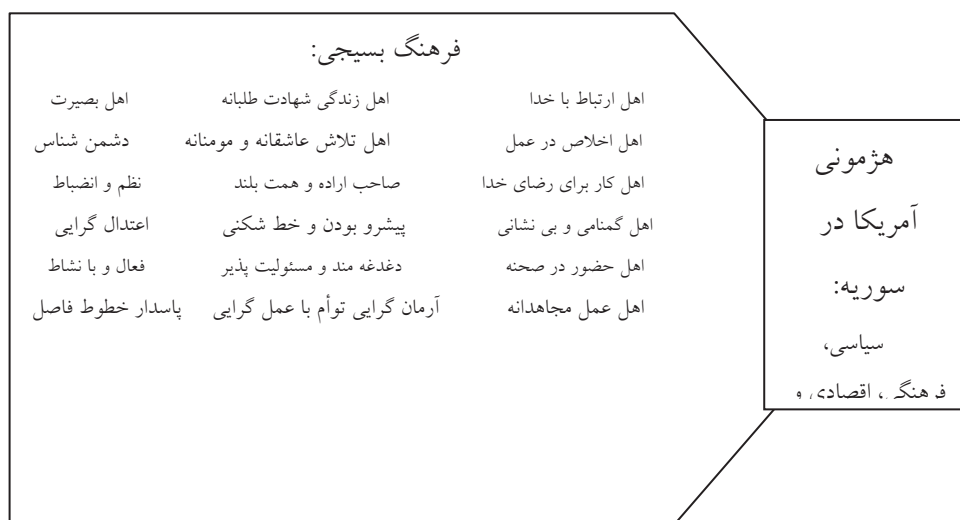 فرهنگ بسیجی:
اهل ارتباط با خدا اهل زندگی شهادت طلبانه اهل بصیرت
اهل اخلاص در عمل اهل تلاش عاشقانه و مومنانه دشمن شناس
اهل کار برای رضای خدا صاحب اراده و همت بلند نظم و انضباط
اهل گمنامی و بی نشانی پیشرو بودن و خط شکنی اعتدال گرایی
اهل حضور در صحنه دغدغه مند و مسئولیت پذیر فعال و با نشاط
اهل عمل مجاهدانه آرمان گرایی توأم با عمل گرایی پاسدار خطوط فاصل
هژمونی
آمریکا در
سوریه:
سیاسی،
فرهنگی، اقصادی و